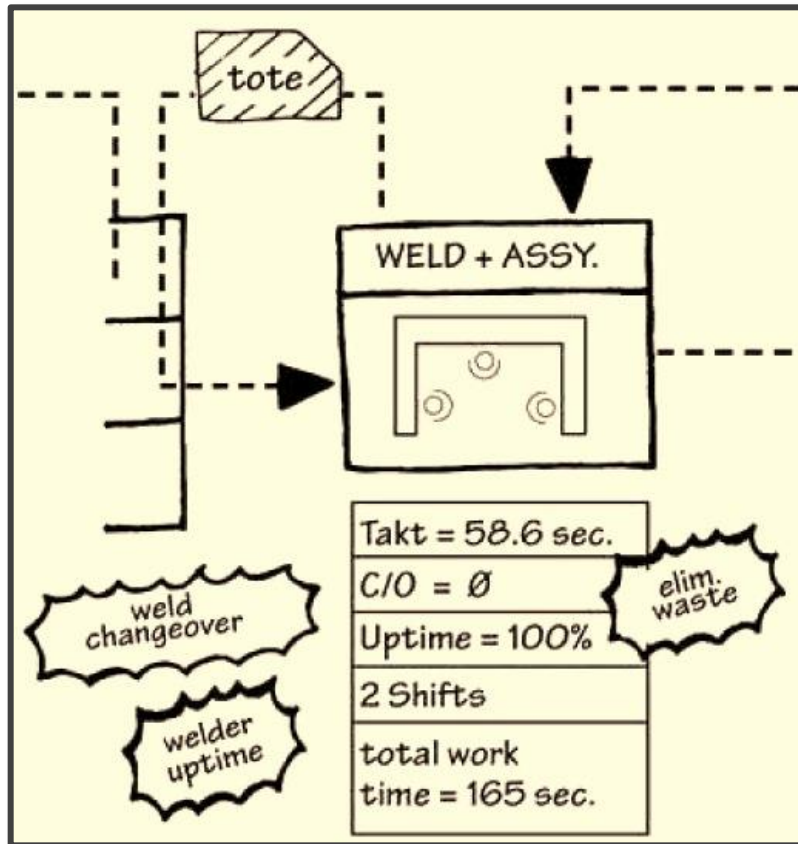 tote
WELD + ASSY.
Takt = 58.6 sec.
C/O = Ø
Uptime = 100%
2 Shifts
total work
time = 165 sec.
elim.
waste
weld
changeover
welder
uptime